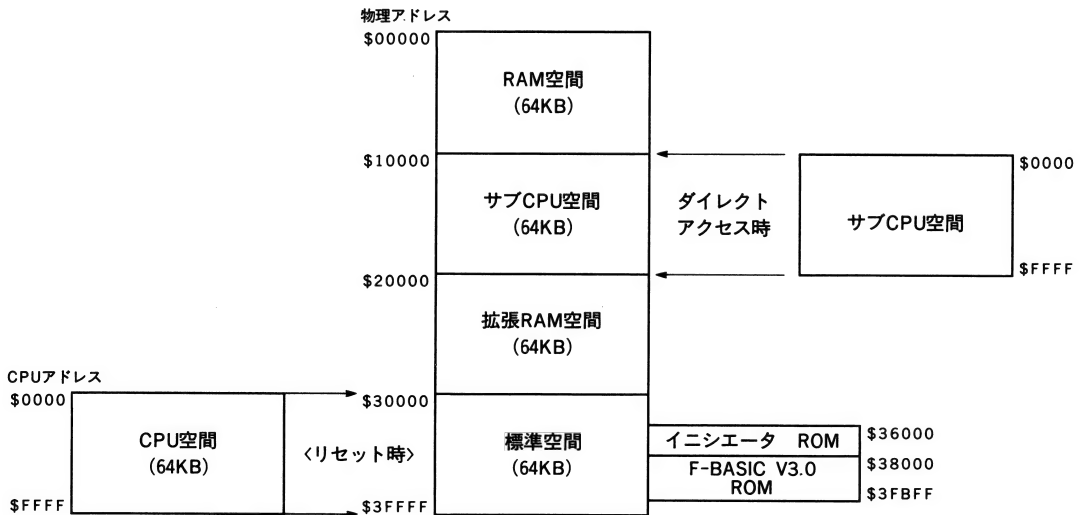 物理アドレス
$00000
RAM空間
(64KB)
$10000
サブCPU空間
(64KB)
ダイレクト
アクセス時
$0000
サブCPU空間
$FFFF
$20000
拡張RAM空間
(64KB)
CPUアドレス
$0000
CPU空間
(64KB)
$FFFF
〈リセット時〉
$30000
標準空間
(64KB)
$3FFFF
イニシエータ ROM
$36000
F-BASIC V3.0
ROM
$38000
$3FBFF